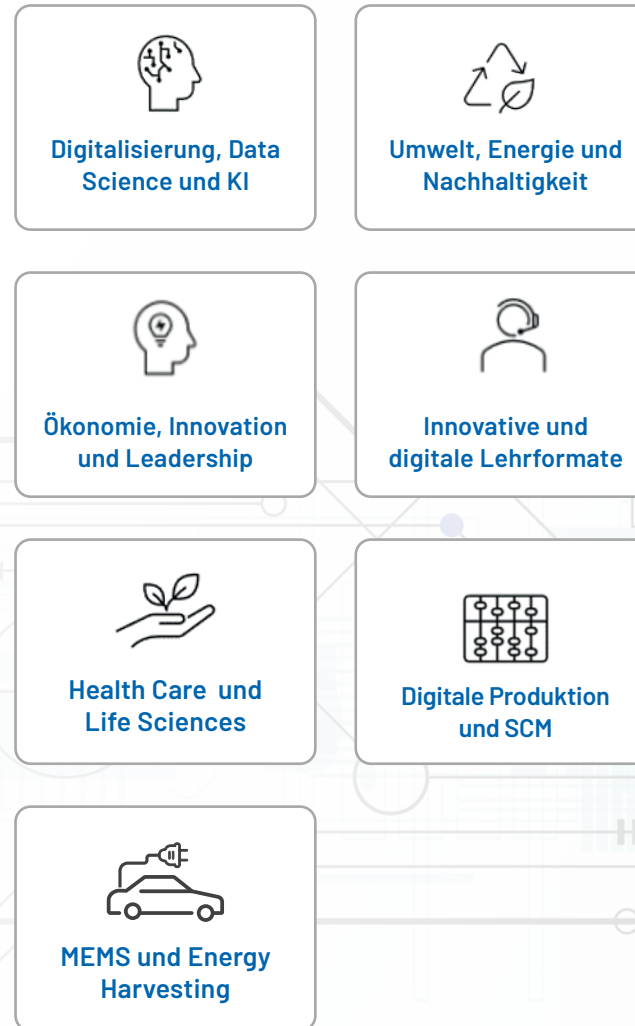 Digitalisierung, Data
Science und KI
Umwelt, Energie und
Nachhaltigkeit
Ökonomie, Innovation
und Leadership
Innovative und
digitale Lehrformate
Health Care und
Life Sciences
Digitale Produktion
und SCM
MEMS und Energy
Harvesting